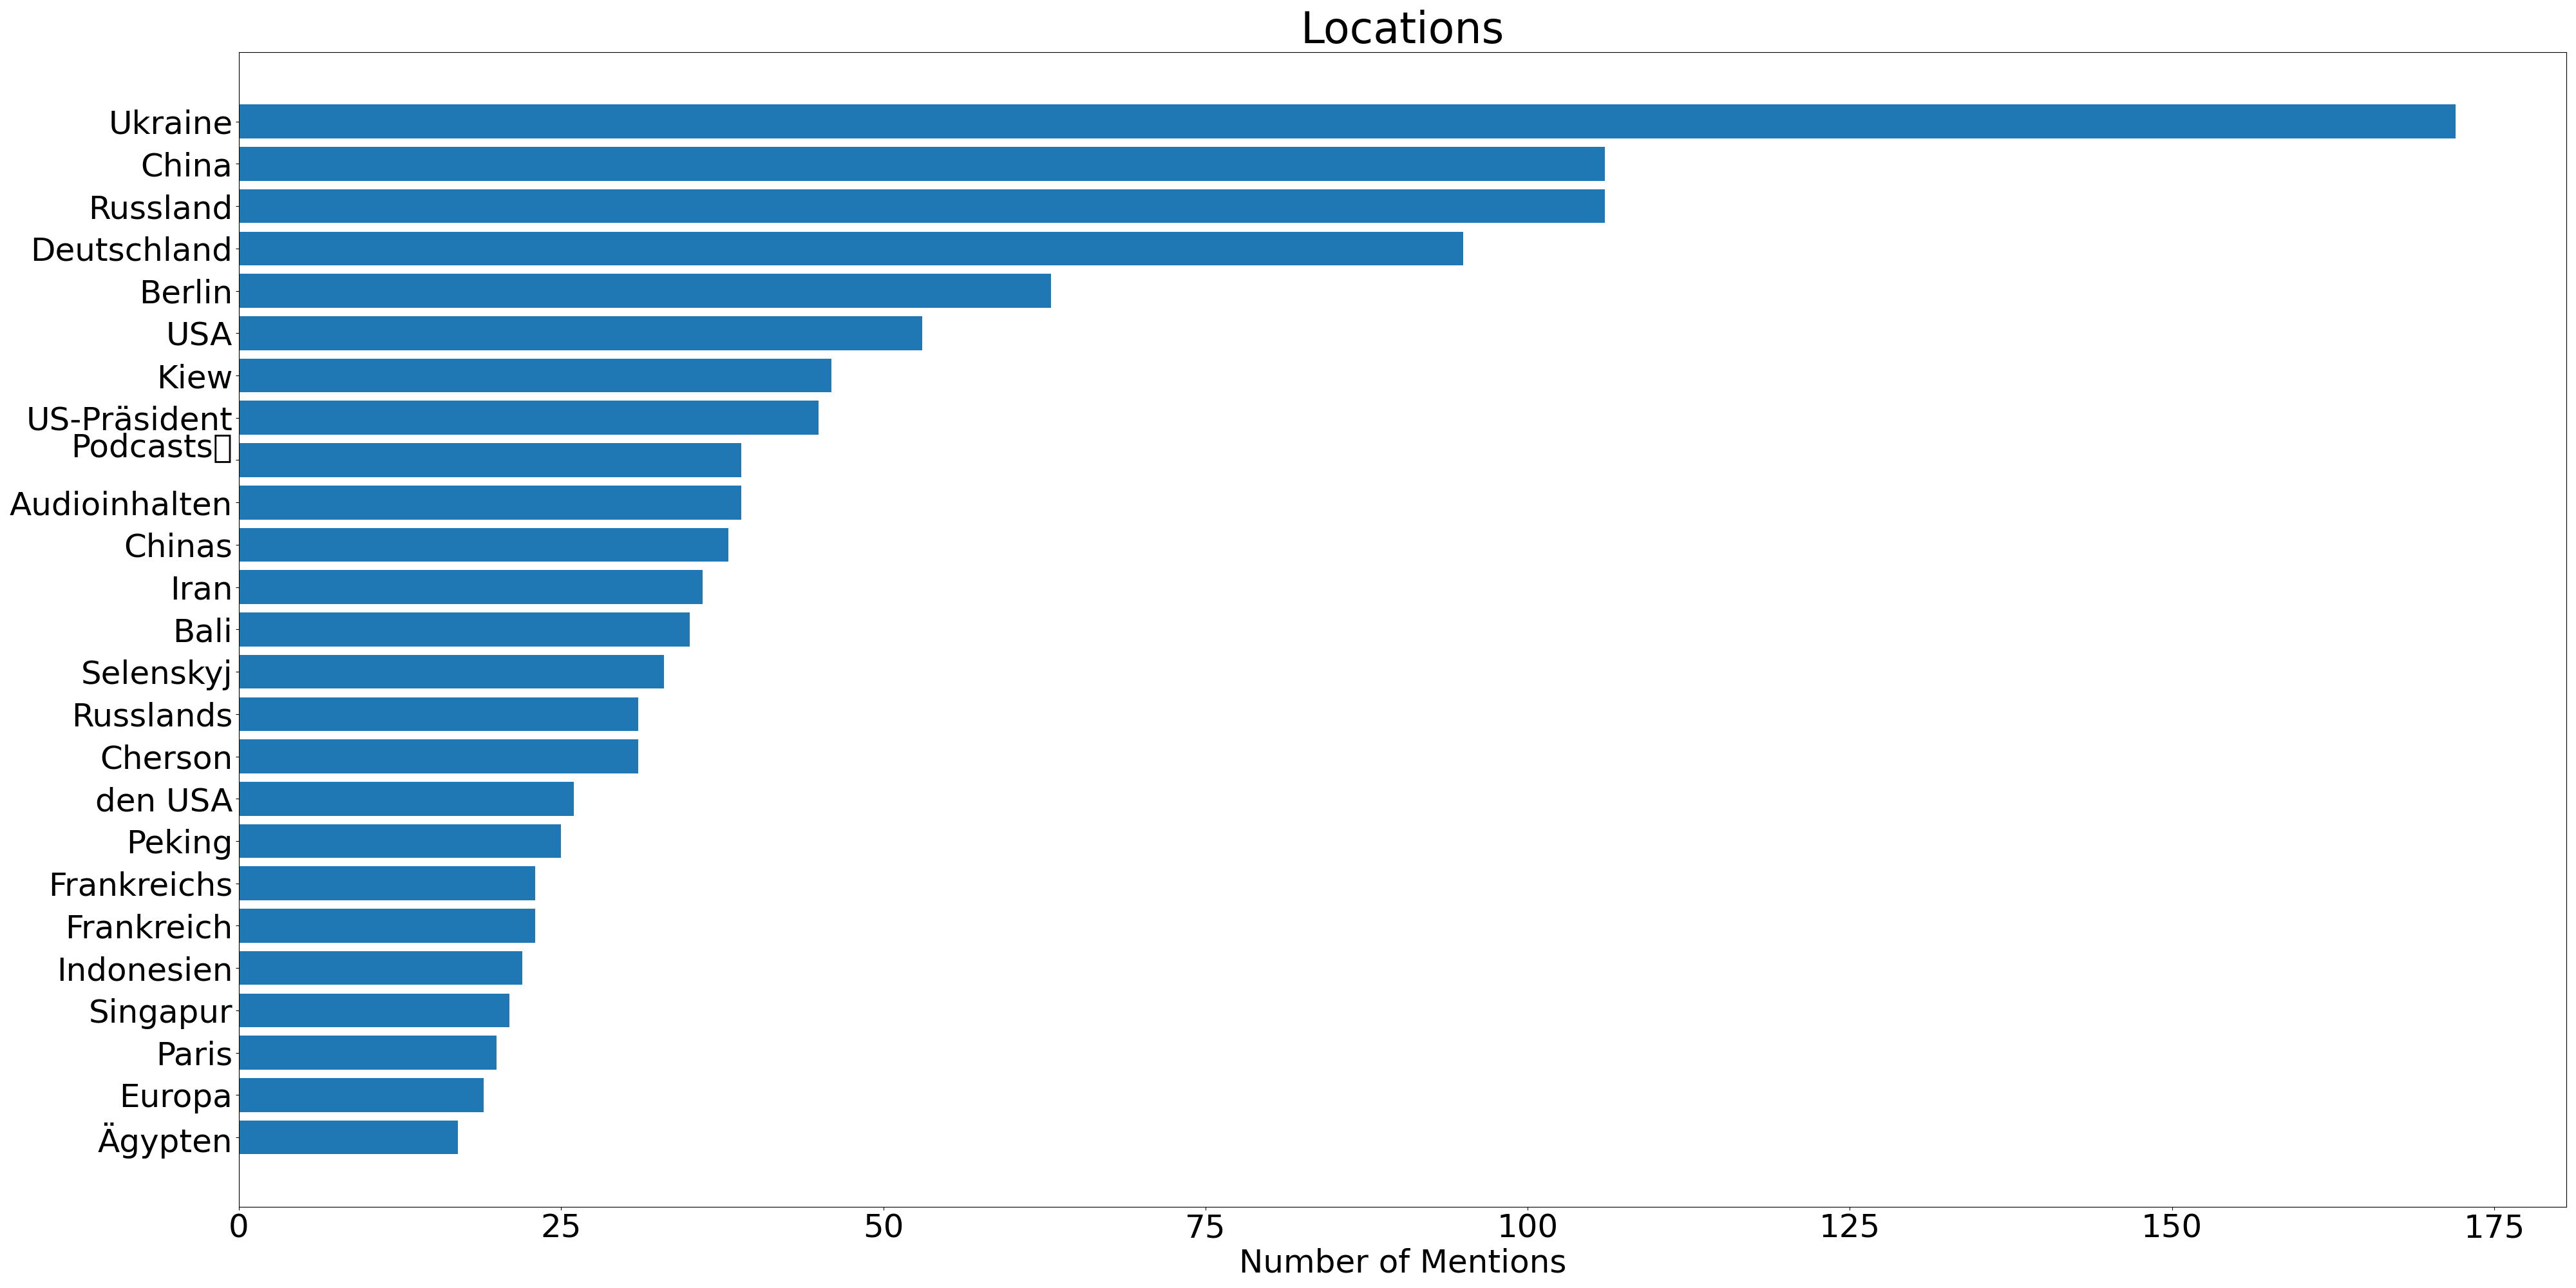 Locations
Ukraine
China
Russland
Deutschland
Berlin
USA
Kiew
US-Präsident
Podcasts
Audioinhalten
Chinas
Iran
Bali
Selenskyj
Russlands
Cherson
den USA
Peking
Frankreichs
Frankreich
Indonesien
Singapur
Paris
Europa
Ägypten
0 25 50 75 100 125 150 175
Number of Mentions